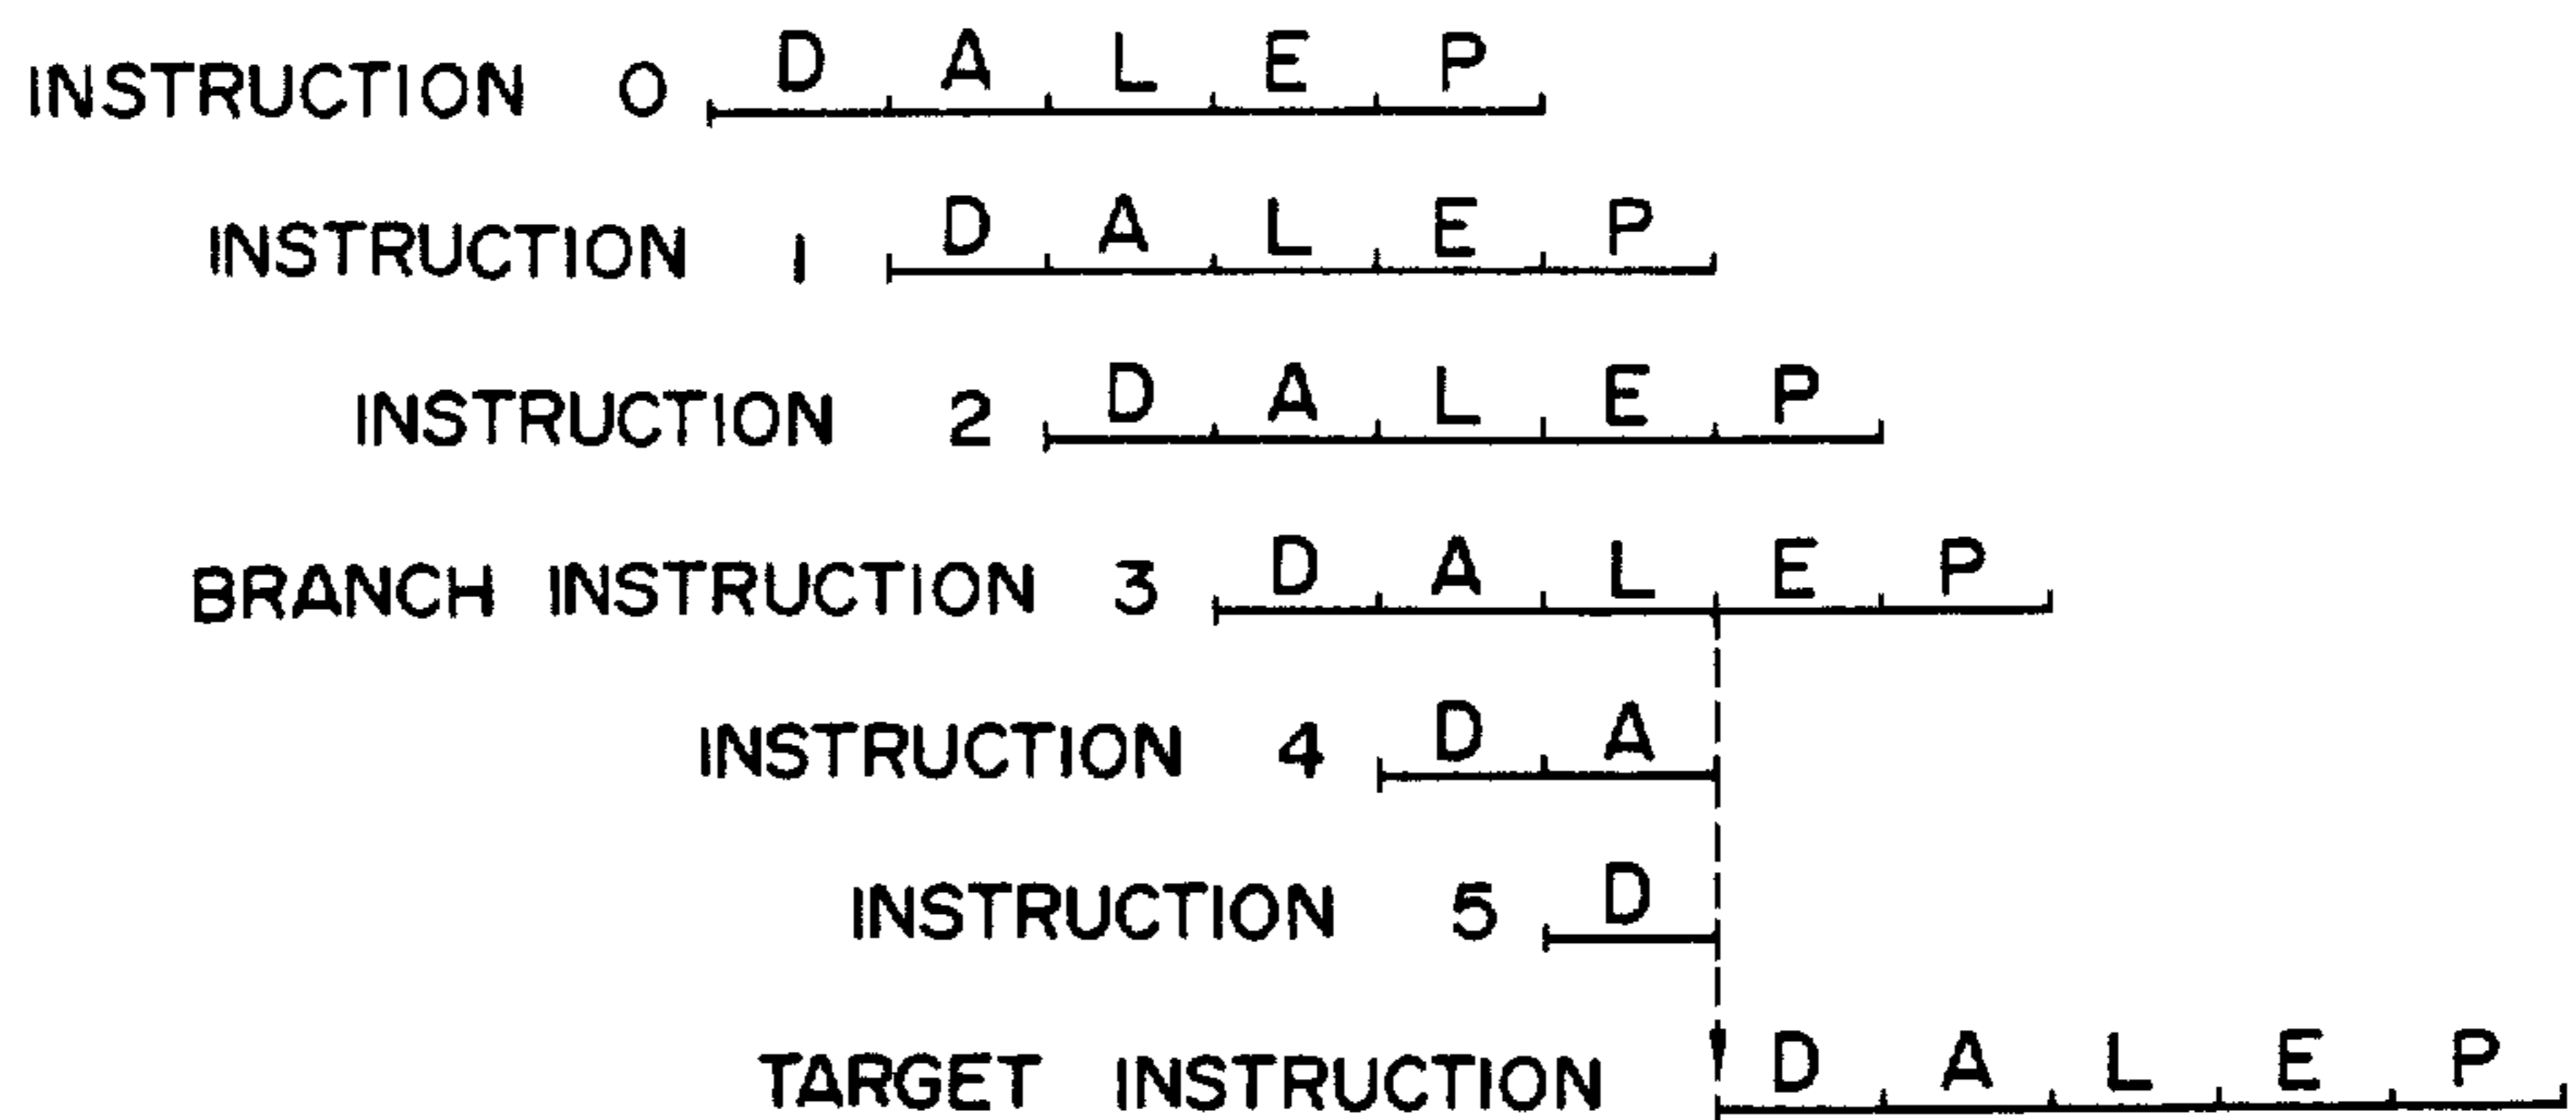 INSTRUCTION 0 D A L E P
INSTRUCTION 1 D A L E P
INSTRUCTION 2 D A L E P
BRANCH INSTRUCTION 3 D A L E P
INSTRUCTION 4 D A
INSTRUCTION 5 D
TARGET INSTRUCTION D A L E P